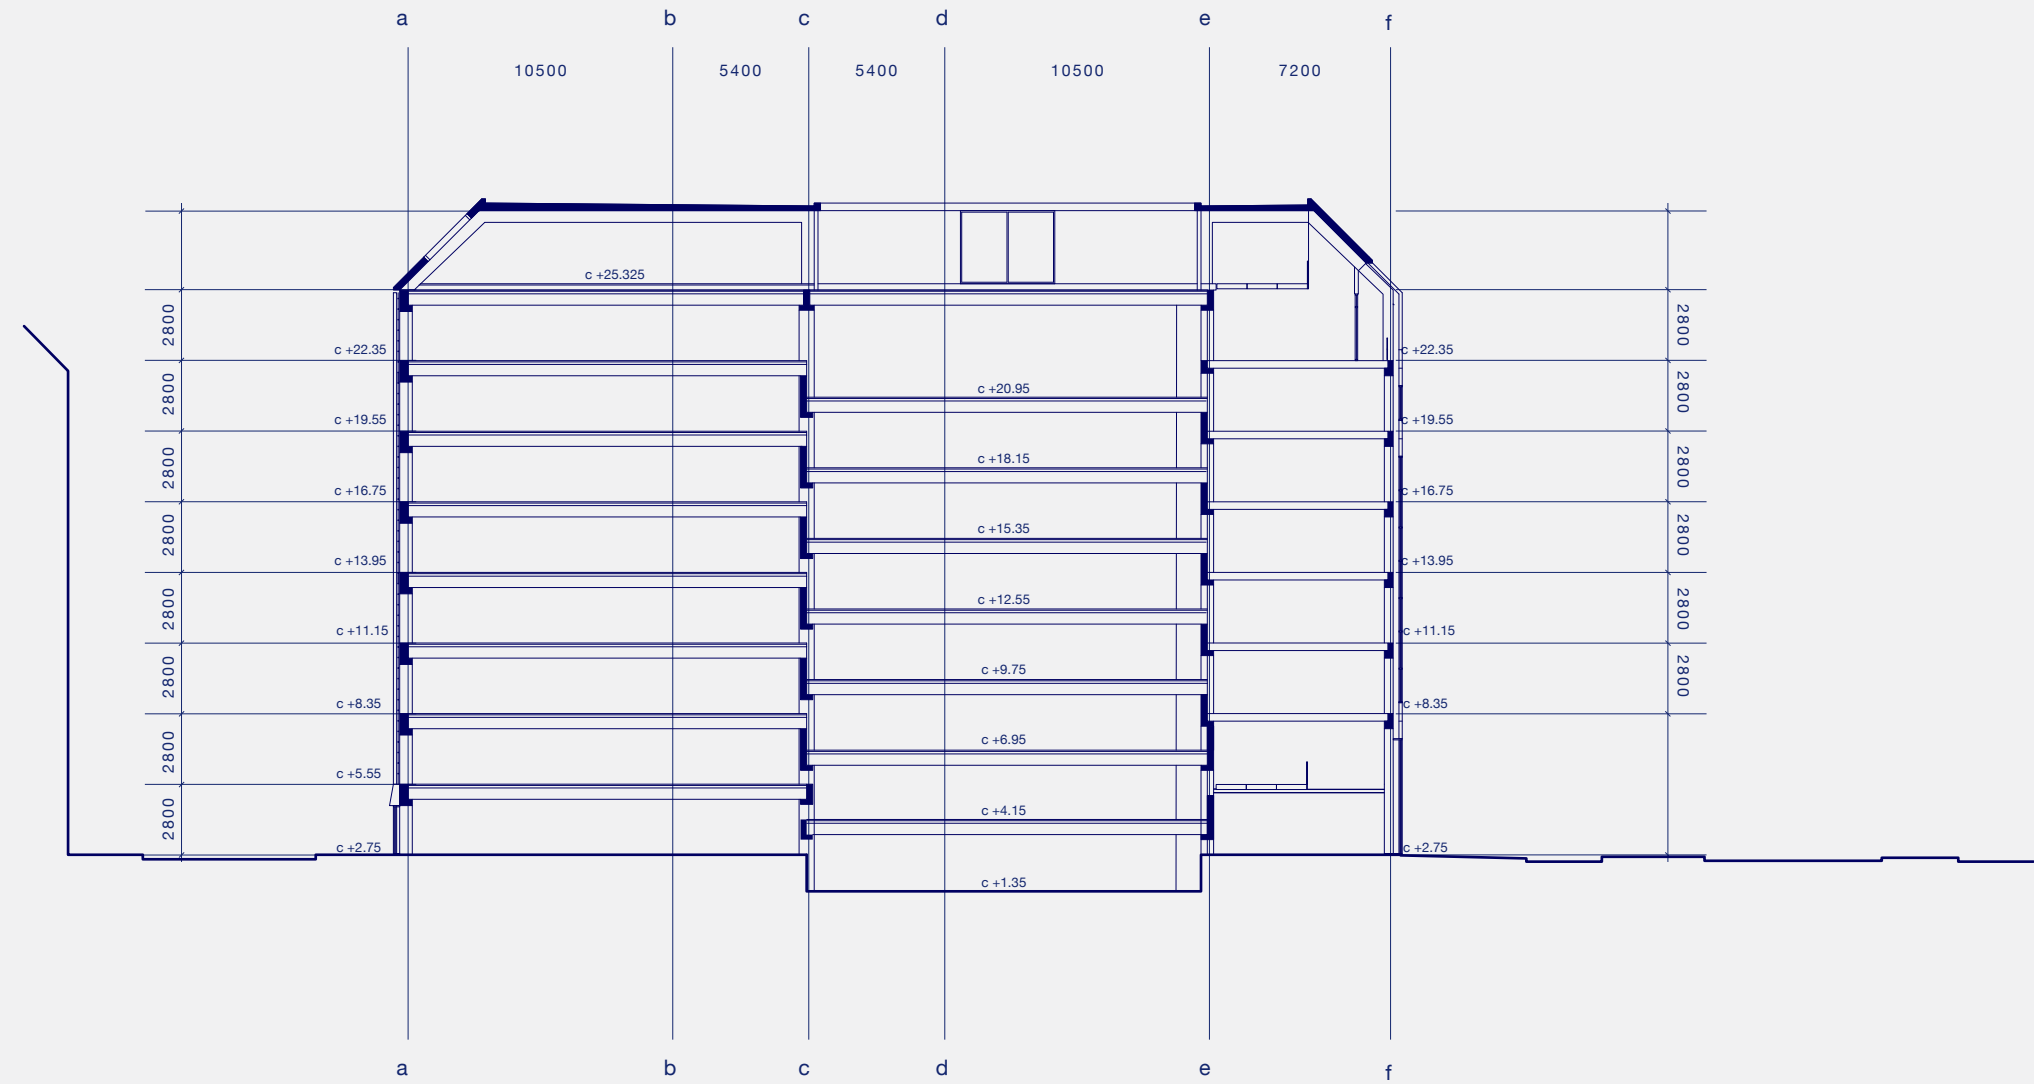 a b c d e f
10500 5400 5400 10500 7200
c +25.325
2800 2800
c +22.35 c +22.35
2800 2800
c +20.95
c +19.55 c +19.55
2800 2800
c +18.15
c +16.75 c +16.75
2800 2800
c +15.35
c +13.95 c +13.95
2800 2800
c +12.55
c +11.15 c +11.15
2800 2800
c +9.75
c +8.35 c +8.35
2800
c +6.95
c +5.55
2800
c +4.15
c +2.75 c +2.75
c +1.35
a b c d e f